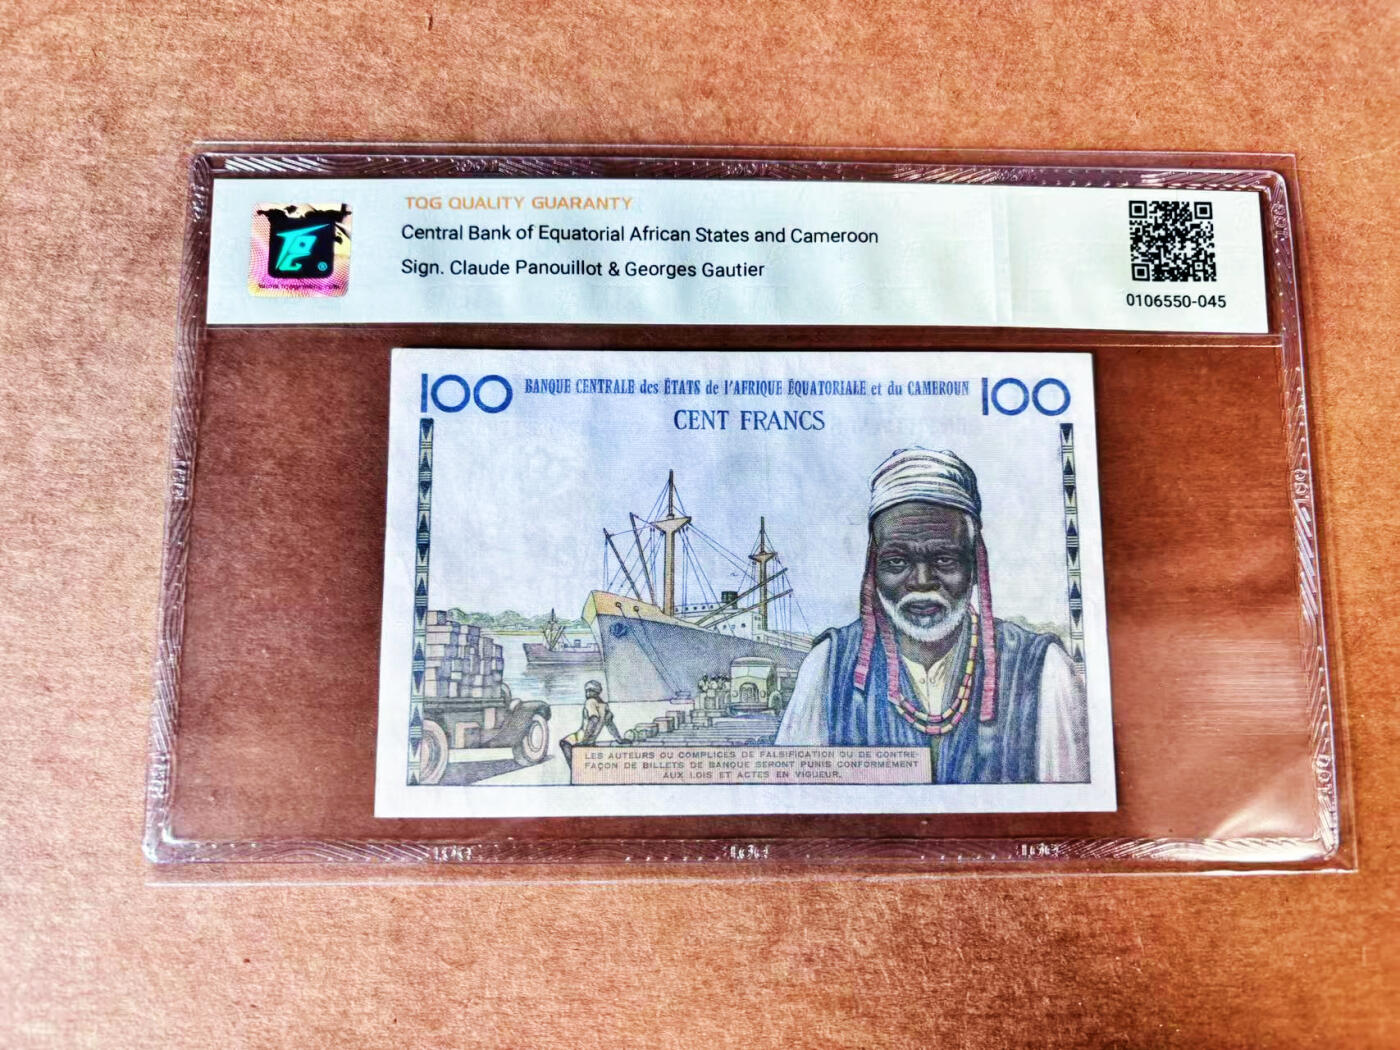 TQG QUALITY GUARANTY
Central Bank of Equatorial African States and Cameroon
Sign. Claude Panouillot & Georges Gautier
0106550-045
100 BANQUE CENTRALE des ÉTATS de l'AFRIQUE ÉQUATORIALE et du CAMEROUN 100
CENT FRANCS
LES AUTEURS OU COMPLICES DE FALSIFICATION OU DE CONTRE-
FAÇON DE BILLETS DE BANQUE SERONT PUNIS CONFORMÉMENT
AUX LOIS ET ACTES EN VIGUEUR.